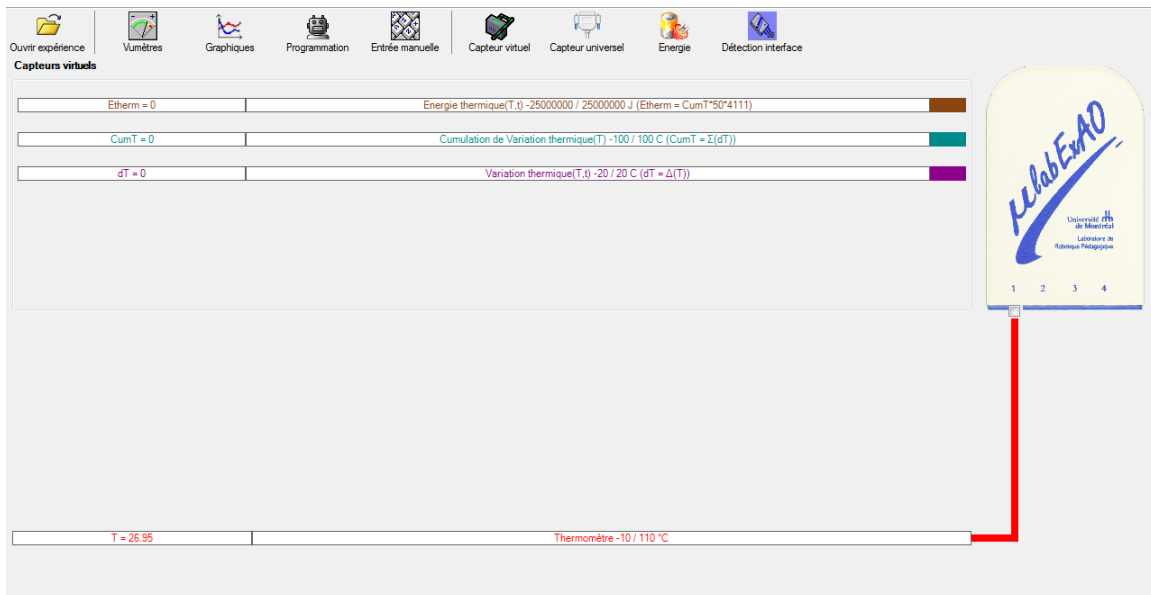 Ouvrir expérience Vumètres Graphiques Programmation Entrée manuelle Capteur virtuel Capteur universel Energie Détection interface
Capteurs virtuels
Etherm = 0 Energie thermique(T,t) -25000000 / 25000000 J (Etherm = CumT*50*4111)
CumT = 0 Cumulation de Variation thermique(T) -100 / 100 C (CumT = Σ(dT))
dT = 0 Variation thermique(T,t) -20 / 20 C (dT = Δ(T))
µlabExAO
Université
de Montréal
Laboratoire de
Robotique Pédagogique
1 2 3 4
T = 26.95 Thermomètre -10 / 110 °C